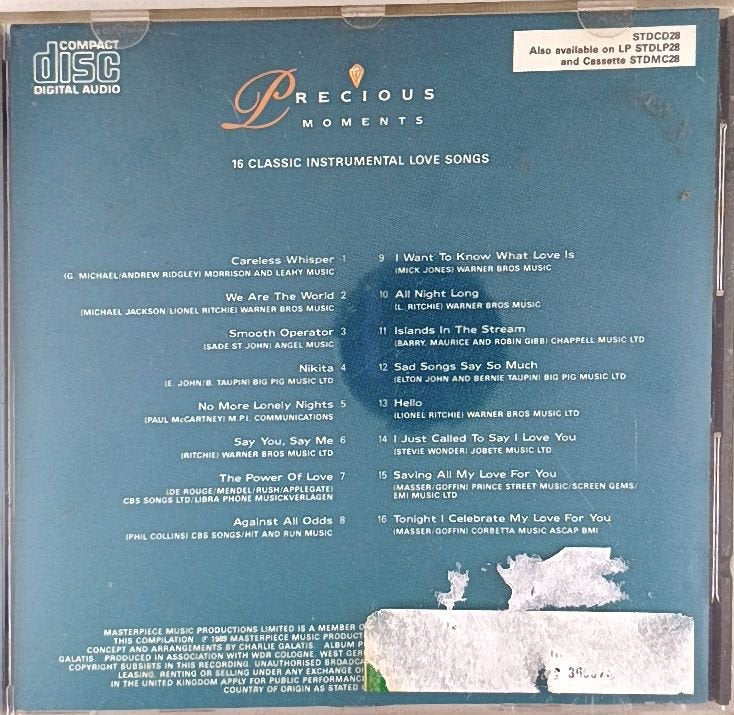 COMPACT
disc
DIGITAL AUDIO
STDCD28
Also available on LP STDLP28
and Cassette STDMC28
PRECIOUS
MOMENTS
16 CLASSIC INSTRUMENTAL LOVE SONGS
Careless Whisper 1
(G. MICHAEL/ANDREW RIDGLEY) MORRISON AND LEAHY MUSIC
We Are The World 2
(MICHAEL JACKSON/LIONEL RITCHIE) WARNER BROS MUSIC
Smooth Operator 3
(SADE ST JOHN) ANGEL MUSIC
Nikita 4
(E. JOHN/B. TAUPIN) BIG PIG MUSIC LTD
No More Lonely Nights 5
(PAUL McCARTNEY) M.P.I. COMMUNICATIONS
Say You, Say Me 6
(RITCHIE) WARNER BROS MUSIC LTD
The Power Of Love 7
(DE ROUGE/MENDEL/RUSH/APPLEGATE)
CBS SONGS LTD/LIBRA PHONE MUSICKVERLAGEN
Against All Odds 8
(PHIL COLLINS) CBS SONGS/HIT AND RUN MUSIC
9 I Want To Know What Love Is
(MICK JONES) WARNER BROS MUSIC
10 All Night Long
(L. RITCHIE) WARNER BROS MUSIC
11 Islands In The Stream
(BARRY, MAURICE AND ROBIN GIBB) CHAPPELL MUSIC LTD
12 Sad Songs Say So Much
(ELTON JOHN AND BERNIE TAUPIN) BIG PIG MUSIC LTD
13 Hello
(LIONEL RITCHIE) WARNER BROS MUSIC LTD
14 I Just Called To Say I Love You
(STEVIE WONDER) JOBETE MUSIC LTD
15 Saving All My Love For You
(MASSER/GOFFIN) PRINCE STREET MUSIC/SCREEN GEMS/
EMI MUSIC LTD
16 Tonight I Celebrate My Love For You
(MASSER/GOFFIN) CORBETTA MUSIC ASCAP BMI
MASTERPIECE MUSIC PRODUCTIONS LIMITED IS A MEMBER
THIS COMPILATION ℗ 1989 MASTERPIECE MUSIC
CONCEPT AND ARRANGEMENTS BY CHARLIE GALATIS. ALBUM
GALATIS PRODUCED IN ASSOCIATION WITH WDR COLOGNE, WEST
COPYRIGHT SUBSISTS IN THIS RECORDING. UNAUTHORISED
LEASING, RENTING OR SELLING UNDER ANY EXCHANGE
IN THE UNITED KINGDOM APPLY FOR PUBLIC
COUNTRY OF ORIGIN AS STATED